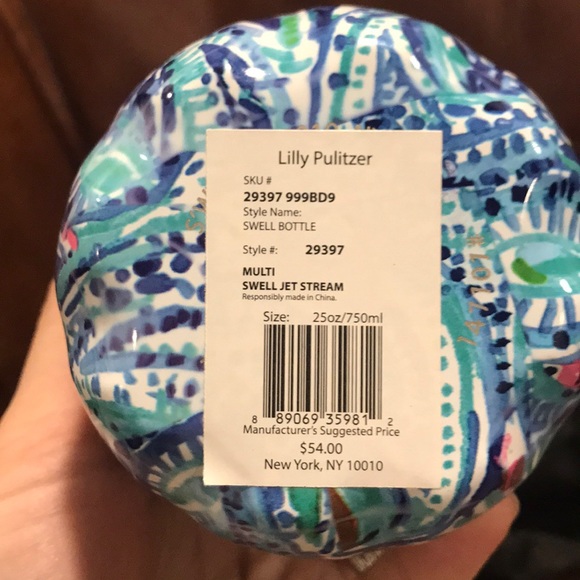 Lilly Pulitzer
SKU #
29397 999BD9
Style Name:
SWELL BOTTLE
Style #: 29397
MULTI
SWELL JET STREAM
Responsibly made in China.
Size: 25oz/750ml
8 89069 35981 2
Manufacturer's Suggested Price
$54.00
New York, NY 10010